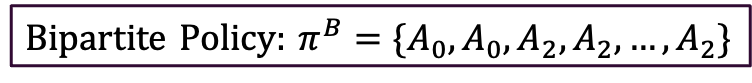 Bipartite Policy: π^B = {A_0, A_0, A_2, A_2, ..., A_2}